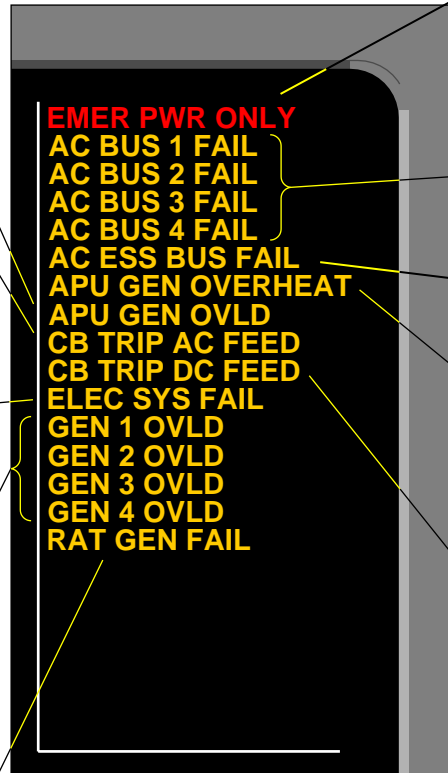 EMER PWR ONLY
AC BUS 1 FAIL
AC BUS 2 FAIL
AC BUS 3 FAIL
AC BUS 4 FAIL
AC ESS BUS FAIL
APU GEN OVERHEAT
APU GEN OVLD
CB TRIP AC FEED
CB TRIP DC FEED
ELEC SYS FAIL
GEN 1 OVLD
GEN 2 OVLD
GEN 3 OVLD
GEN 4 OVLD
RAT GEN FAIL